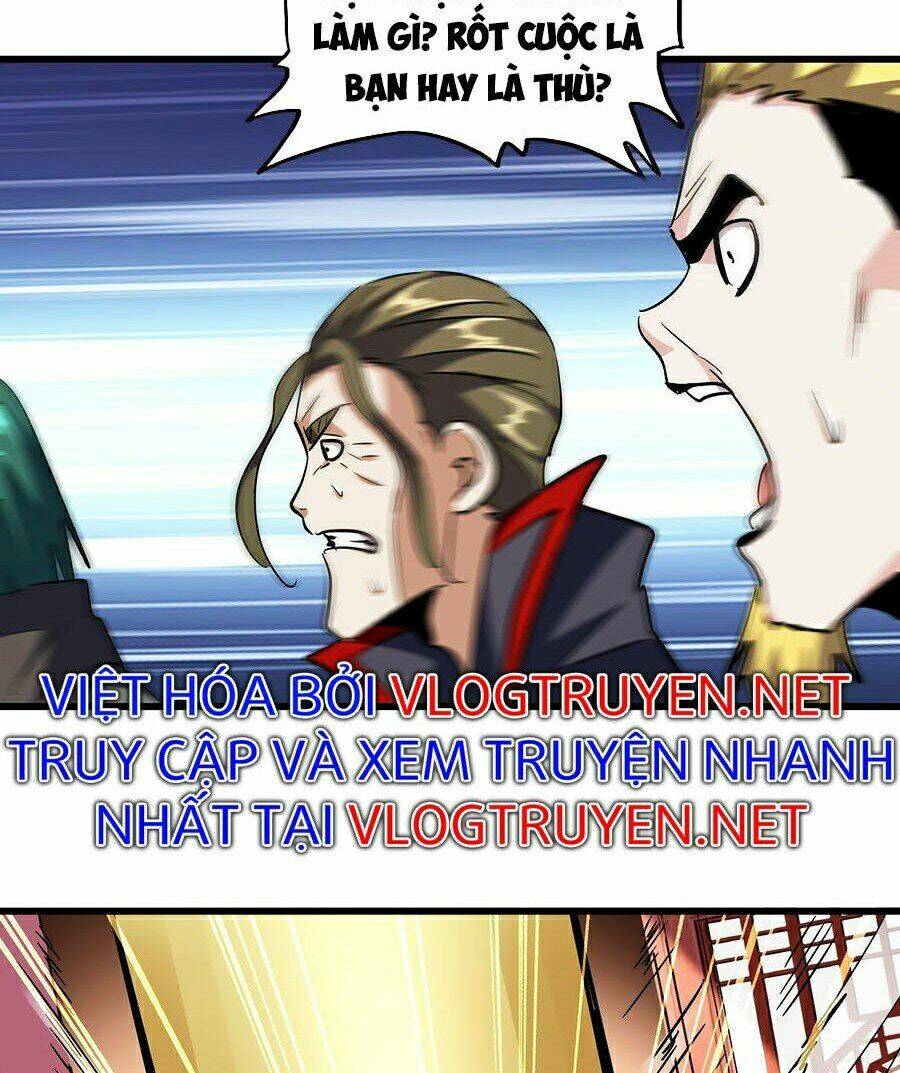 LÀM GÌ? RỐT CUỘC LÀ
BẠN HAY LÀ THÙ?
VIỆT HÓA BỞI VLOGTRUYEN.NET
TRUY CẬP VÀ XEM TRUYỆN NHANH
NHẤT TẠI VLOGTRUYEN.NET